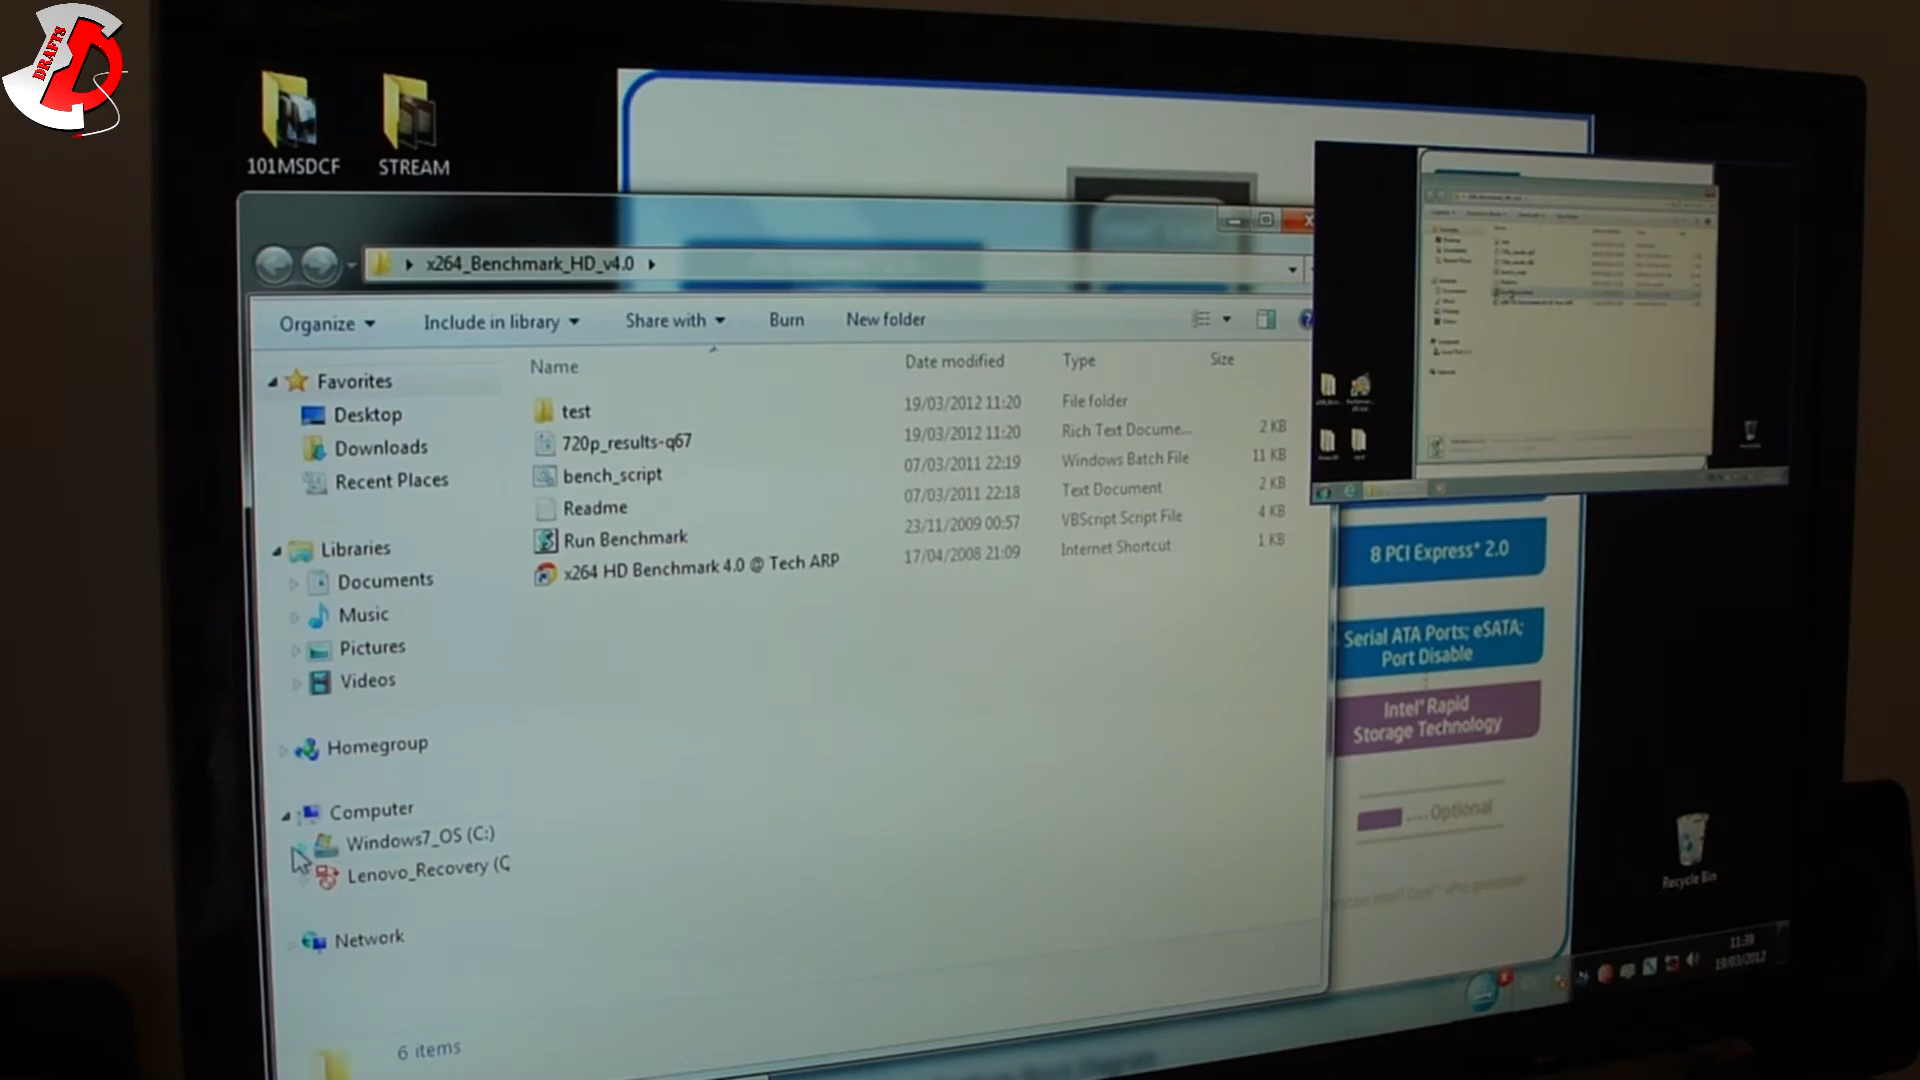 DRAFTS
101MSDCF
STREAM
x264_Benchmark_HD_v4.0
Organize
Include in library
Share with
Burn
New folder
Name
Date modified
Type
Size
Favorites
Desktop
Downloads
Recent Places
Libraries
Documents
Music
Pictures
Videos
Homegroup
Computer
Windows7_OS (C:)
Lenovo_Recovery (Q
Network
test
19/03/2012 11:20
File folder
720p_results-q67
19/03/2012 11:20
Rich Text Docume...
2 KB
bench_script
07/03/2011 22:19
Windows Batch File
11 KB
Readme
07/03/2011 22:18
Text Document
2 KB
Run Benchmark
23/11/2009 00:57
VBScript Script File
4 KB
x264 HD Benchmark 4.0 @ Tech ARP
17/04/2008 21:09
Internet Shortcut
1 KB
6 items
8 PCI Express* 2.0
Serial ATA Ports; eSATA;
Port Disable
Intel® Rapid
Storage Technology
Optional
Recycle Bin
11:39
19/03/2012